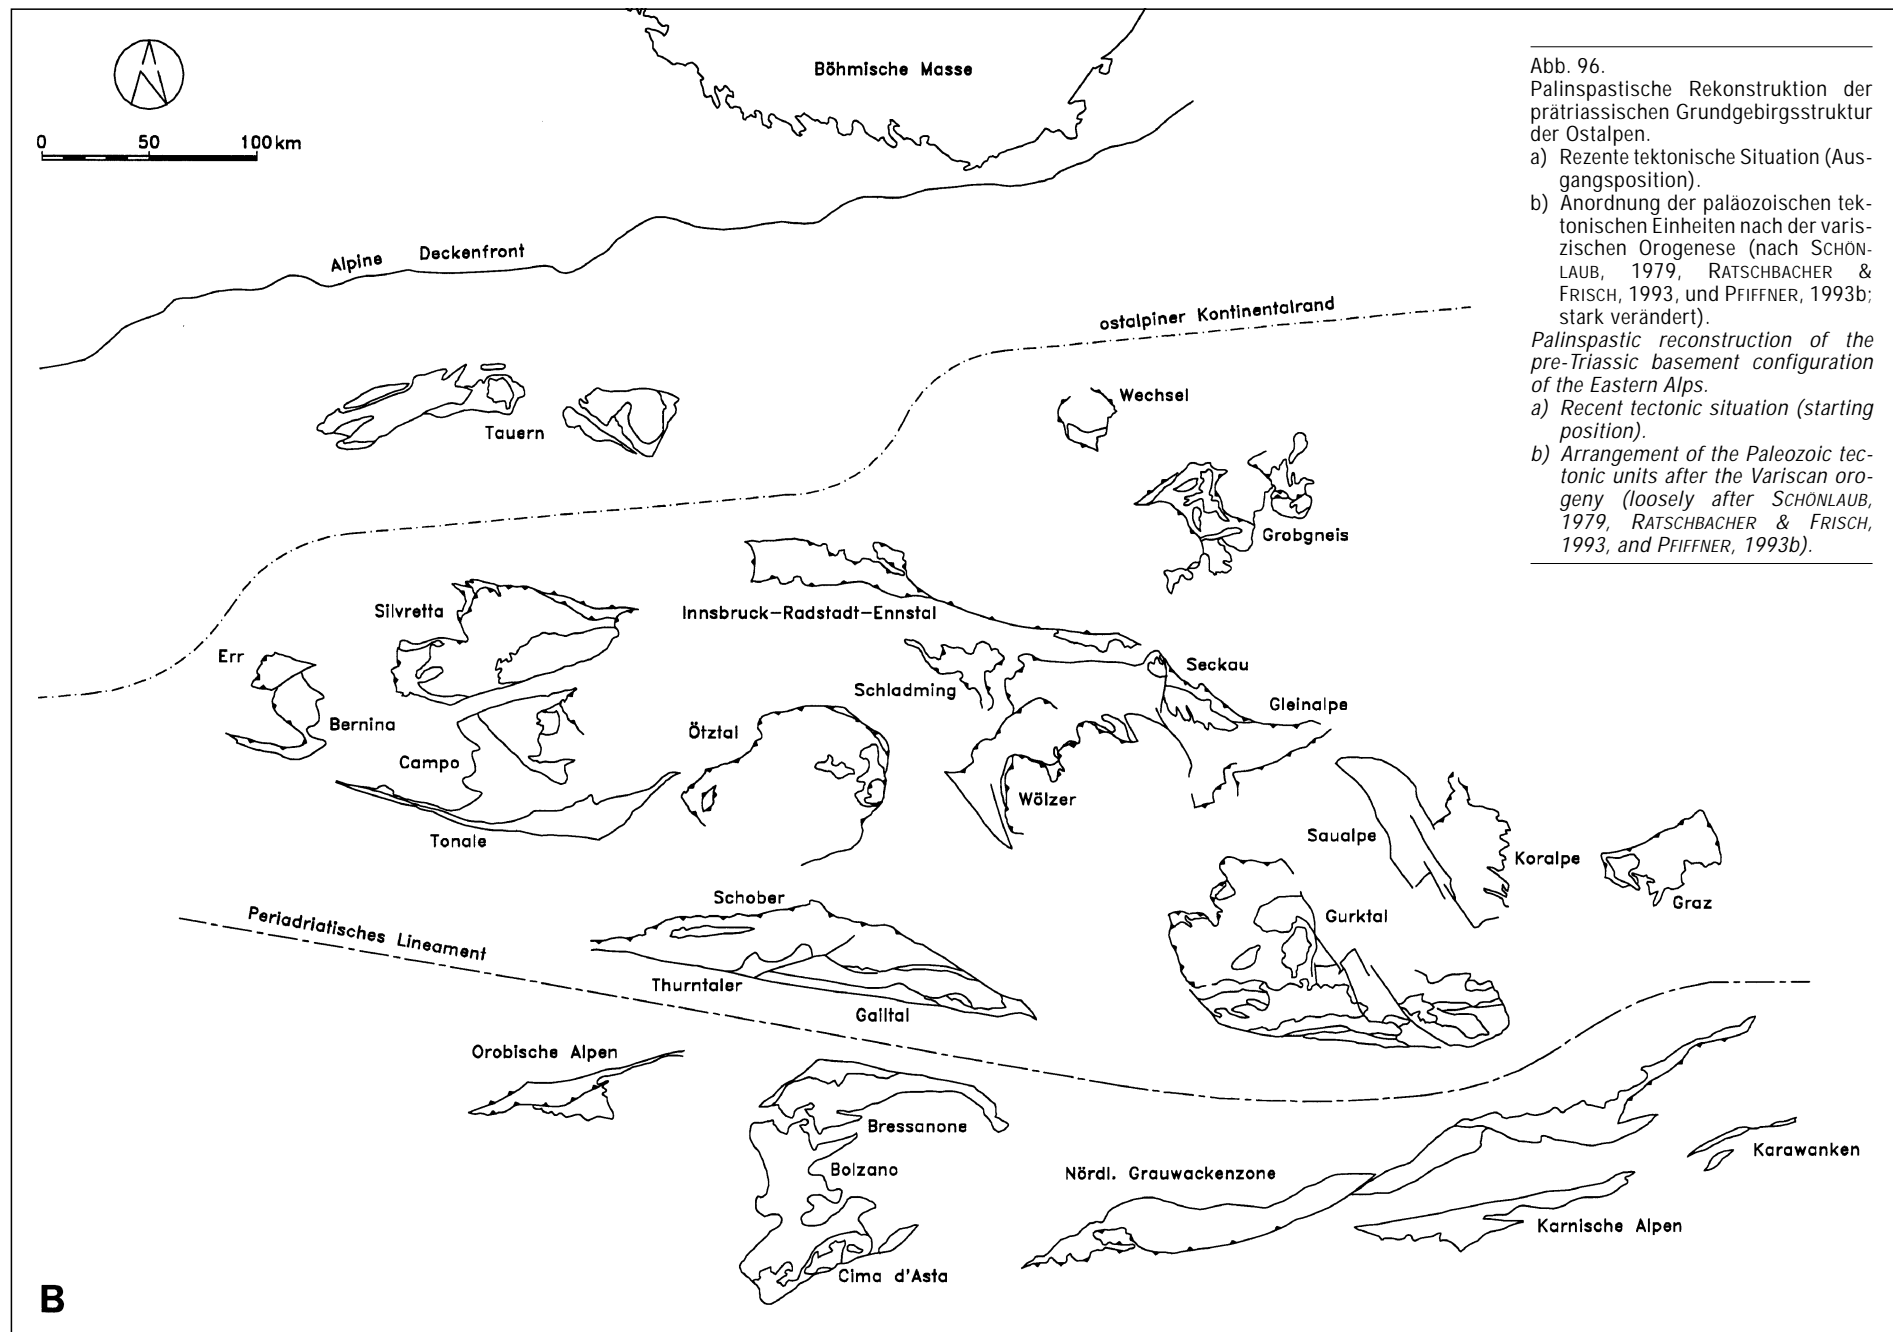 Böhmische Masse
0 50 100 km
Alpine Deckenfront
ostalpiner Kontinentalrand
Tauern
Wechsel
Grobgneis
Silvretta
Innsbruck–Radstadt–Ennstal
Err
Seckau
Schladming
Gleinalpe
Bernina
Ötztal
Campo
Wölzer
Tonale
Saualpe
Koralpe
Schober
Graz
Gurktal
Periadriatisches Lineament
Thurntaler
Gailtal
Orobische Alpen
Bressanone
Karawanken
Bolzano
Nördl. Grauwackenzone
Karnische Alpen
Cima d'Asta
B
Abb. 96.
Palinspastische Rekonstruktion der
prätriassischen Grundgebirgsstruktur
der Ostalpen.
a) Rezente tektonische Situation (Aus-
gangsposition).
b) Anordnung der paläozoischen tek-
tonischen Einheiten nach der varis-
zischen Orogenese (nach SCHÖN-
LAUB, 1979, RATSCHBACHER &
FRISCH, 1993, und PFIFFNER, 1993b;
stark verändert).
Palinspastic reconstruction of the
pre-Triassic basement configuration
of the Eastern Alps.
a) Recent tectonic situation (starting
position).
b) Arrangement of the Paleozoic tec-
tonic units after the Variscan oro-
geny (loosely after SCHÖNLAUB,
1979, RATSCHBACHER & FRISCH,
1993, and PFIFFNER, 1993b).